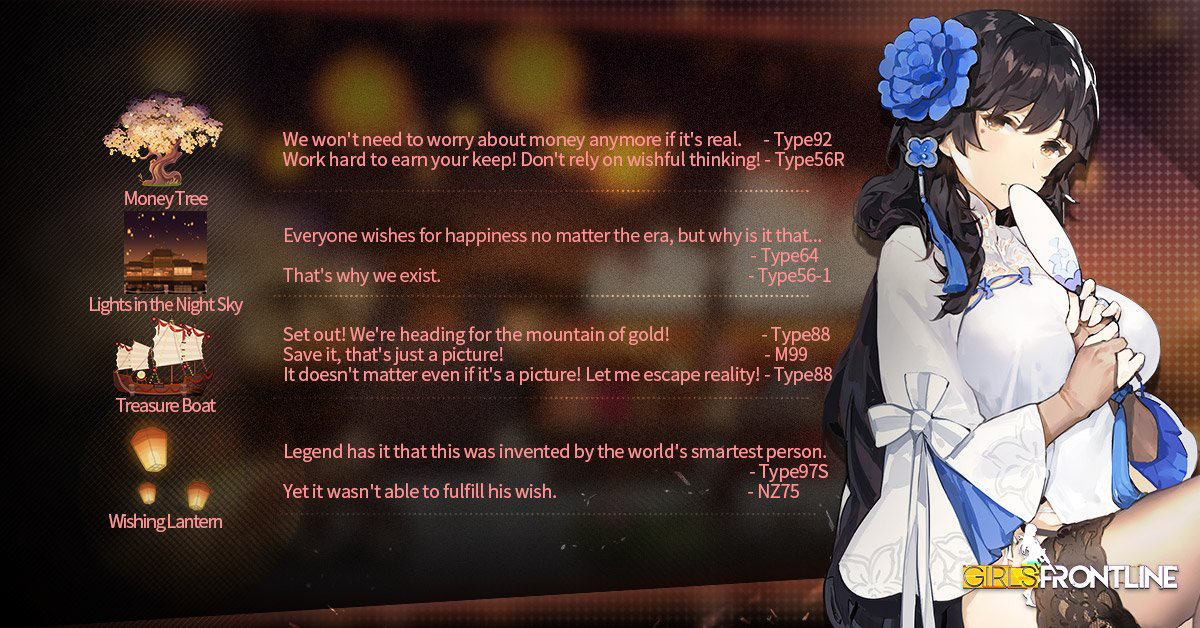 We won't need to worry about money anymore if it's real. - Type92
Work hard to earn your keep! Don't rely on wishful thinking! - Type56R
Money Tree
Everyone wishes for happiness no matter the era, but why is it that...
- Type64
That's why we exist. - Type56-1
Lights in the Night Sky
Set out! We're heading for the mountain of gold! - Type88
Save it, that's just a picture! - M99
It doesn't matter even if it's a picture! Let me escape reality! - Type88
Treasure Boat
Legend has it that this was invented by the world's smartest person.
- Type97S
Yet it wasn't able to fulfill his wish. - NZ75
Wishing Lantern
GIRLSFRONTLINE